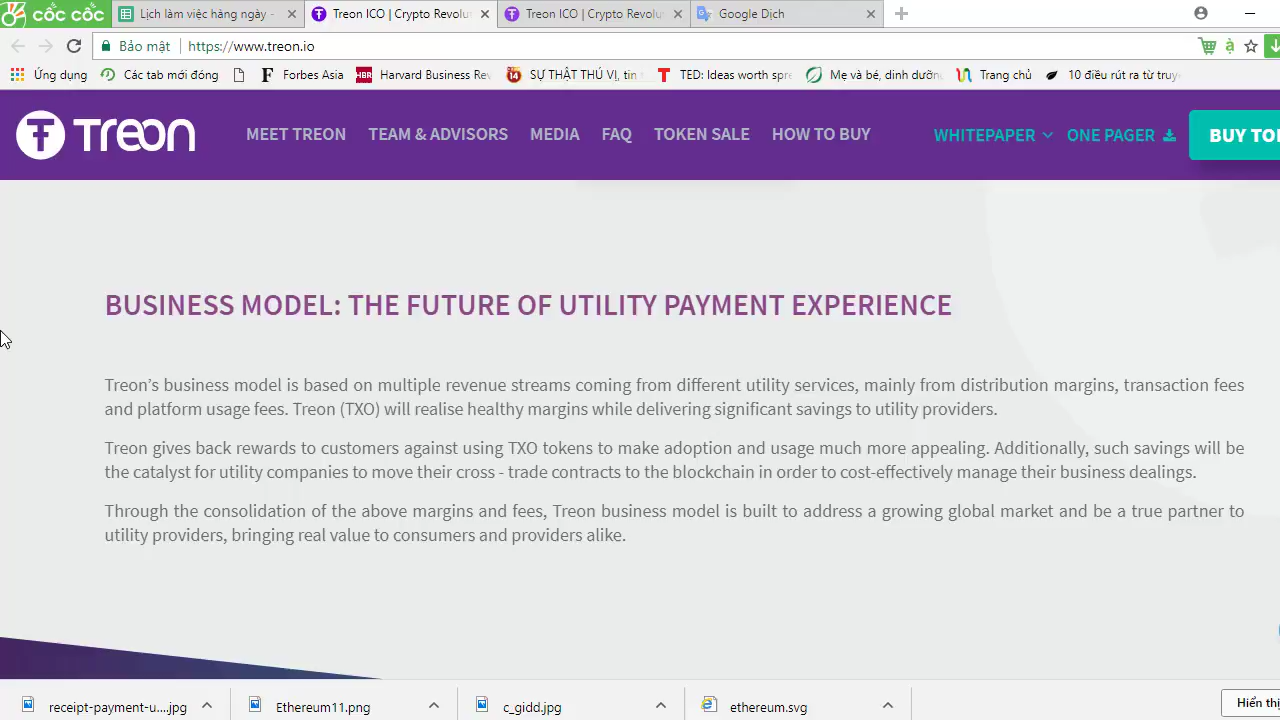 cốc cốc
Lịch làm việc hằng ngày -
Treon ICO | Crypto Revolu
Treon ICO | Crypto Revolu
Google Dịch
Bảo mật
https://www.treon.io
Ứng dụng
Các tab mới đóng
Forbes Asia
HBR Harvard Business Rev
14 SỰ THẬT THÚ VỊ, tin
TED: Ideas worth spre
Mẹ và bé, dinh dưỡng
Trang chủ
10 điều rút ra từ truy
Treon
MEET TREON
TEAM & ADVISORS
MEDIA
FAQ
TOKEN SALE
HOW TO BUY
WHITEPAPER
ONE PAGER
BUY TO
BUSINESS MODEL: THE FUTURE OF UTILITY PAYMENT EXPERIENCE
Treon's business model is based on multiple revenue streams coming from different utility services, mainly from distribution margins, transaction fees
and platform usage fees. Treon (TXO) will realise healthy margins while delivering significant savings to utility providers.
Treon gives back rewards to customers against using TXO tokens to make adoption and usage much more appealing. Additionally, such savings will be
the catalyst for utility companies to move their cross - trade contracts to the blockchain in order to cost-effectively manage their business dealings.
Through the consolidation of the above margins and fees, Treon business model is built to address a growing global market and be a true partner to
utility providers, bringing real value to consumers and providers alike.
receipt-payment-u....jpg
Ethereum11.png
c_gidd.jpg
ethereum.svg
Hiển thị